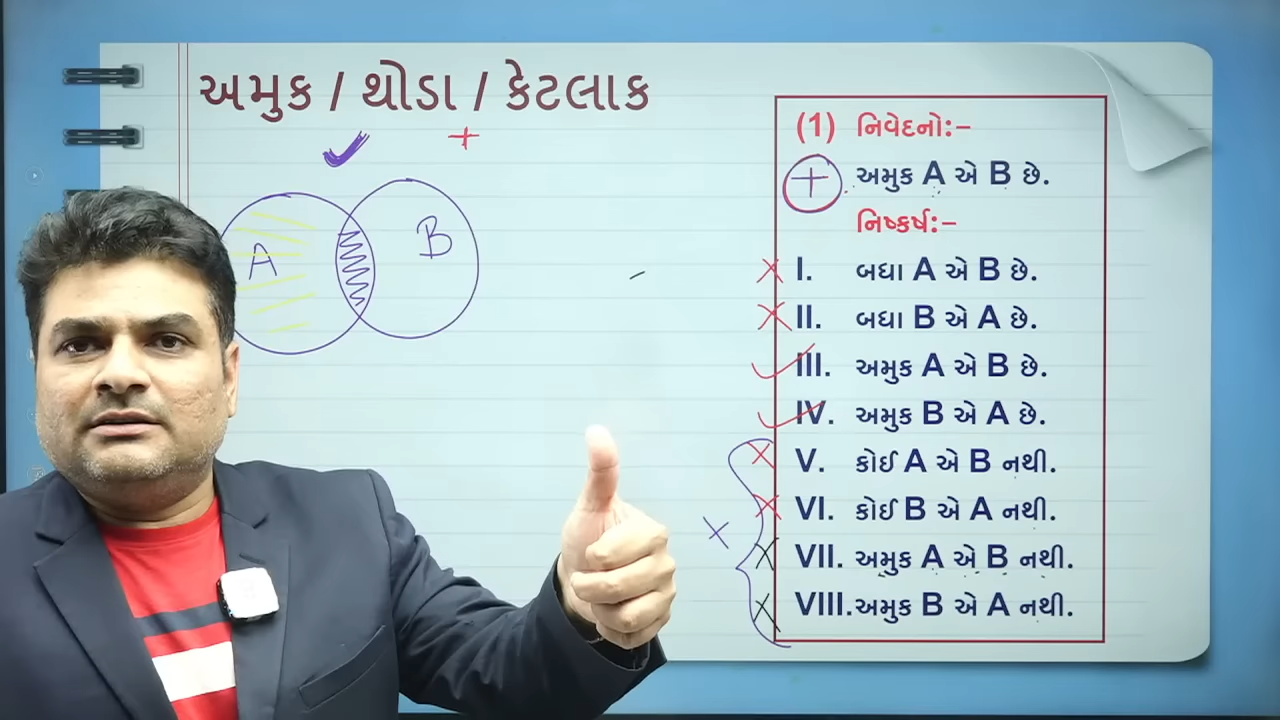 અમુક / થોડા / કેટલાક
A
B
(1) નિવેદનો:–
અમુક A એ B છે.
નિષ્કર્ષ:–
I. બધા A એ B છે.
II. બધા B એ A છે.
III. અમુક A એ B છે.
IV. અમુક B એ A છે.
V. કોઈ A એ B નથી.
VI. કોઈ B એ A નથી.
VII. અમુક A એ B નથી.
VIII. અમુક B એ A નથી.